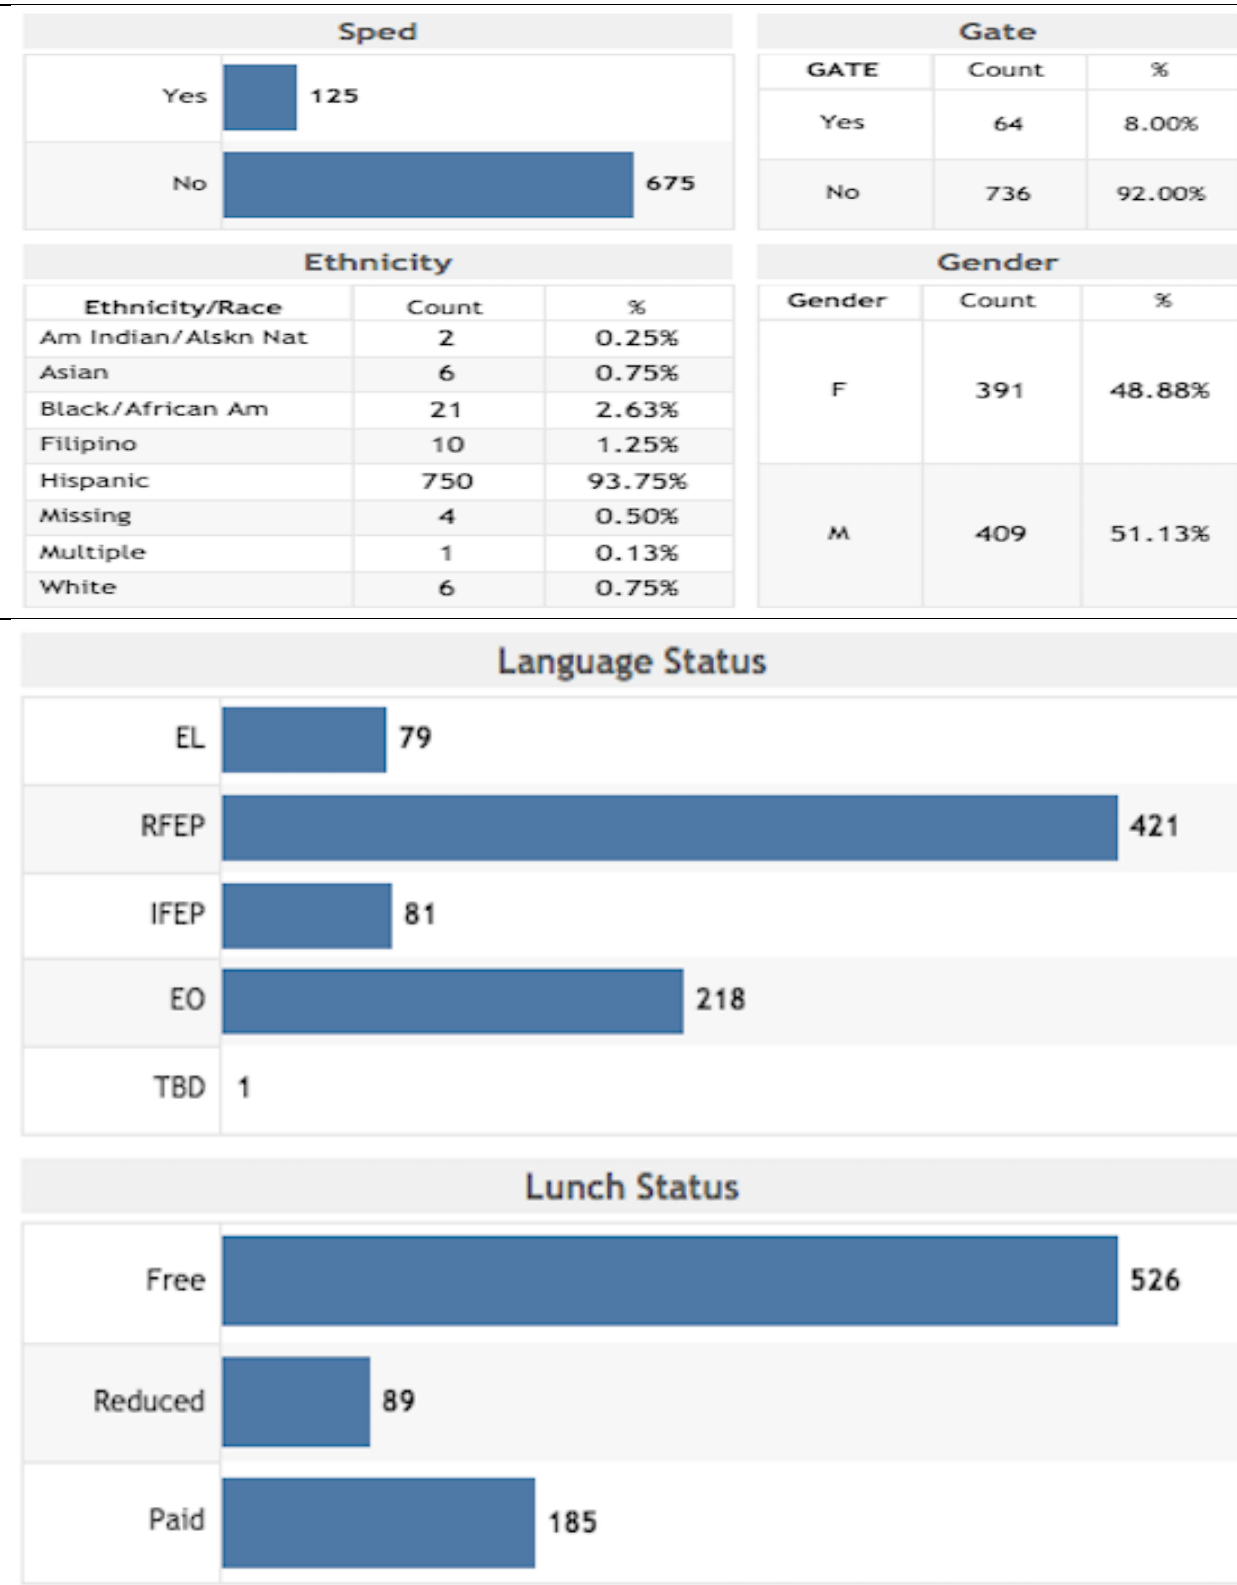 Sped
Yes 125
No 675
Gate
GATE Count %
Yes 64 8.00%
No 736 92.00%
Ethnicity
Ethnicity/Race Count %
Am Indian/Alskn Nat 2 0.25%
Asian 6 0.75%
Black/African Am 21 2.63%
Filipino 10 1.25%
Hispanic 750 93.75%
Missing 4 0.50%
Multiple 1 0.13%
White 6 0.75%
Gender
Gender Count %
F 391 48.88%
M 409 51.13%
Language Status
EL 79
RFEP 421
IFEP 81
EO 218
TBD 1
Lunch Status
Free 526
Reduced 89
Paid 185